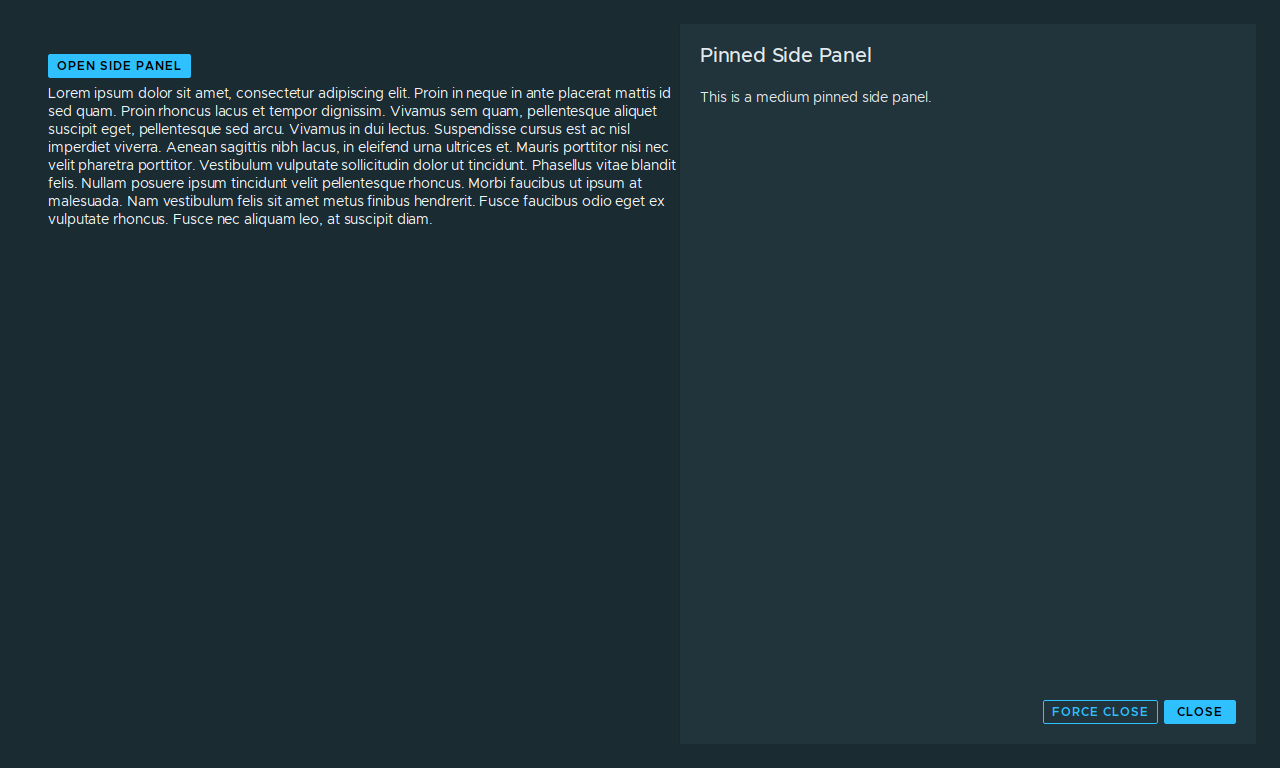 OPEN SIDE PANEL
Lorem ipsum dolor sit amet, consectetur adipiscing elit. Proin in neque in ante placerat mattis id
sed quam. Proin rhoncus lacus et tempor dignissim. Vivamus sem quam, pellentesque aliquet
suscipit eget, pellentesque sed arcu. Vivamus in dui lectus. Suspendisse cursus est ac nisl
imperdiet viverra. Aenean sagittis nibh lacus, in eleifend urna ultrices et. Mauris porttitor nisi nec
velit pharetra porttitor. Vestibulum vulputate sollicitudin dolor ut tincidunt. Phasellus vitae blandit
felis. Nullam posuere ipsum tincidunt velit pellentesque rhoncus. Morbi faucibus ut ipsum at
malesuada. Nam vestibulum felis sit amet metus finibus hendrerit. Fusce faucibus odio eget ex
vulputate rhoncus. Fusce nec aliquam leo, at suscipit diam.
Pinned Side Panel
This is a medium pinned side panel.
FORCE CLOSE
CLOSE